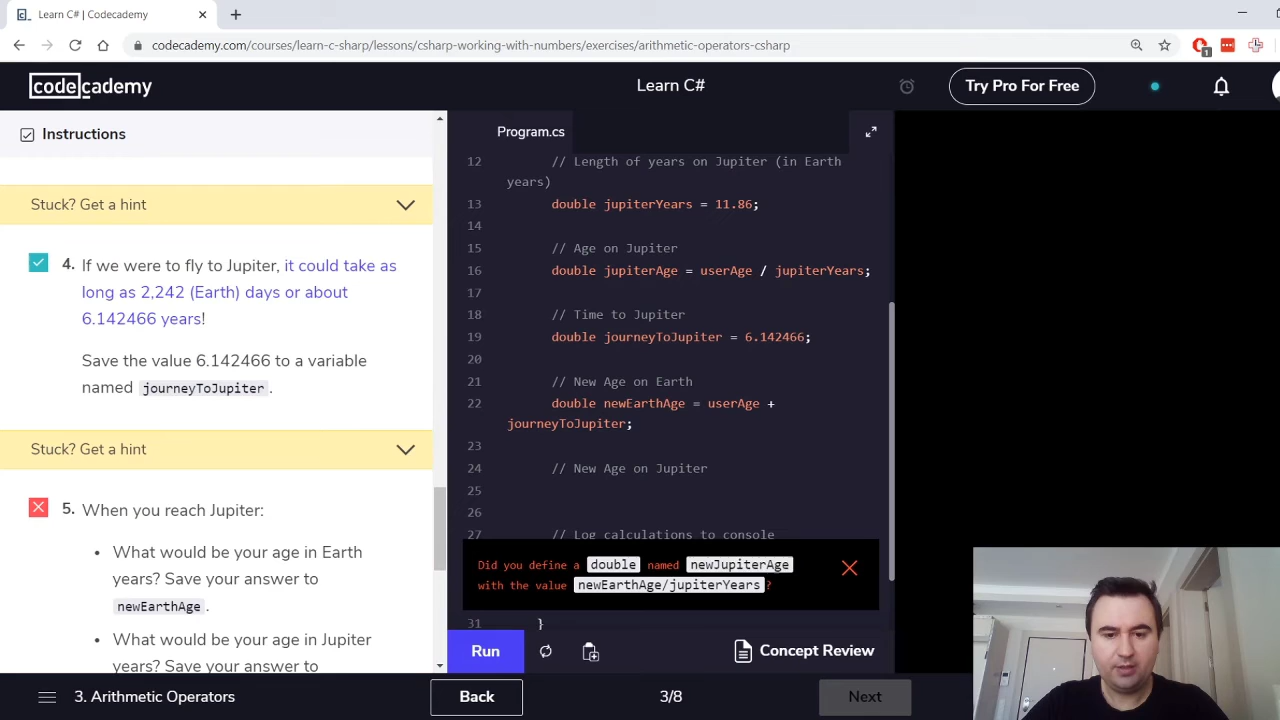 Learn C# | Codecademy
codecademy.com/courses/learn-c-sharp/lessons/csharp-working-with-numbers/exercises/arithmetic-operators-csharp
1
codecademy
Learn C#
Try Pro For Free
Instructions
Program.cs
Stuck? Get a hint
4. If we were to fly to Jupiter, it could take as
long as 2,242 (Earth) days or about
6.142466 years!
Save the value 6.142466 to a variable
named journeyToJupiter.
Stuck? Get a hint
5. When you reach Jupiter:
• What would be your age in Earth
years? Save your answer to
newEarthAge.
• What would be your age in Jupiter
years? Save your answer to
12 // Length of years on Jupiter (in Earth
years)
13 double jupiterYears = 11.86;
14
15 // Age on Jupiter
16 double jupiterAge = userAge / jupiterYears;
17
18 // Time to Jupiter
19 double journeyToJupiter = 6.142466;
20
21 // New Age on Earth
22 double newEarthAge = userAge +
journeyToJupiter;
23
24 // New Age on Jupiter
25
26
27 // Log calculations to console
Did you define a double named newJupiterAge
with the value newEarthAge/jupiterYears?
31 }
Run
Concept Review
3. Arithmetic Operators
Back
3/8
Next